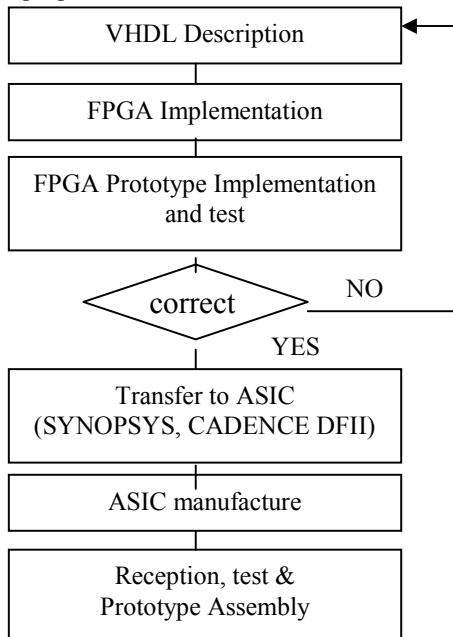 VHDL Description
FPGA Implementation
FPGA Prototype Implementation
and test
correct
NO
YES
Transfer to ASIC
(SYNOPSYS, CADENCE DFII)
ASIC manufacture
Reception, test &
Prototype Assembly